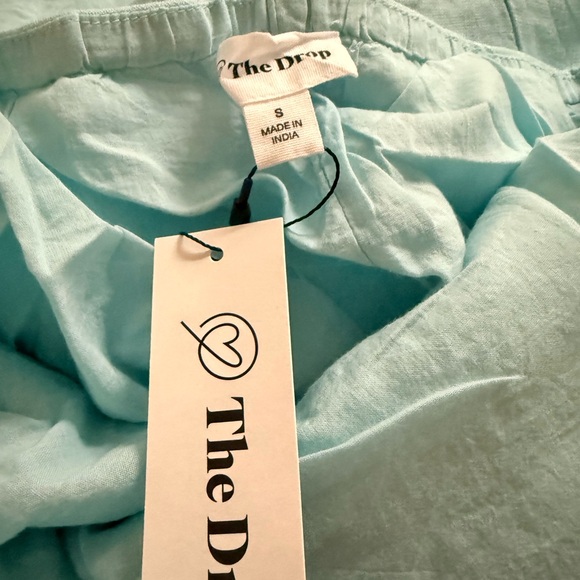 The Drop
S
MADE IN
INDIA
The Dr